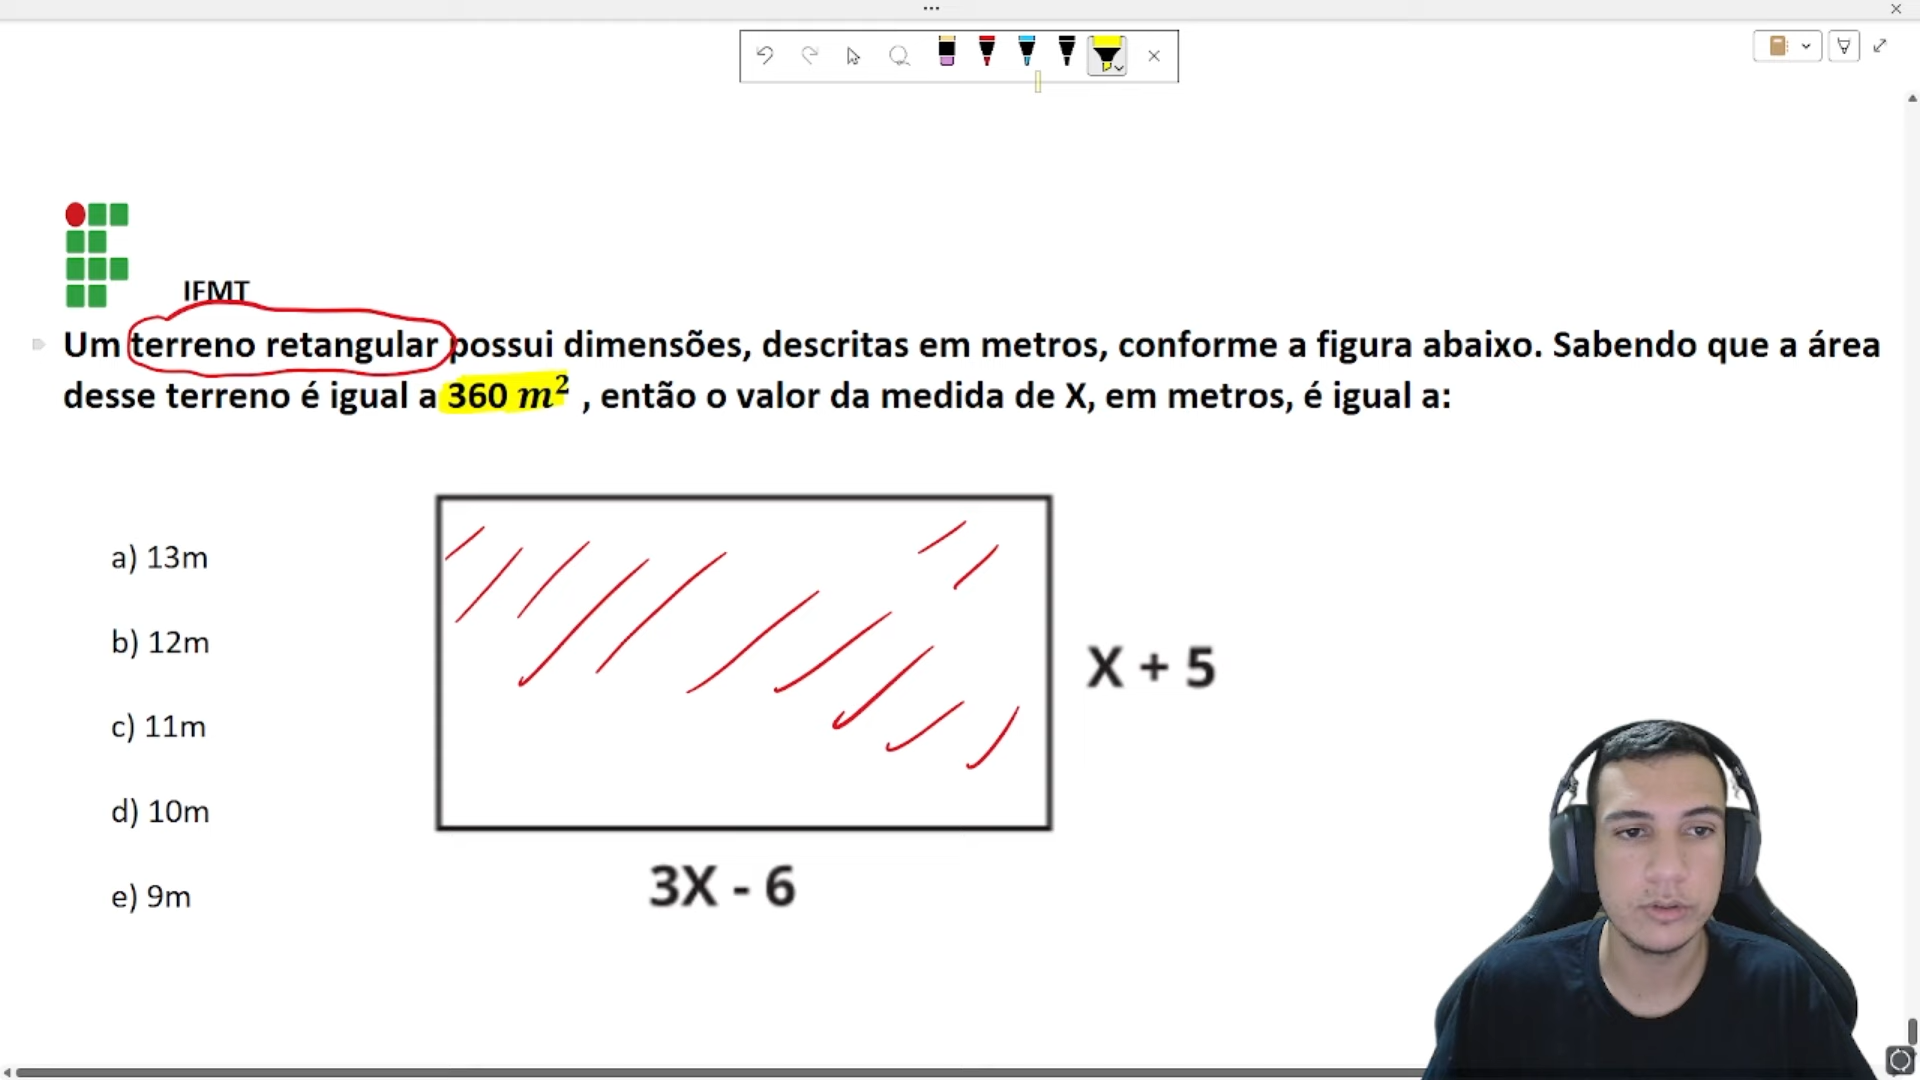 IFMT
Um terreno retangular possui dimensões, descritas em metros, conforme a figura abaixo. Sabendo que a área
desse terreno é igual a 360 m² , então o valor da medida de X, em metros, é igual a:
a) 13m
b) 12m
c) 11m
d) 10m
e) 9m
X + 5
3X - 6